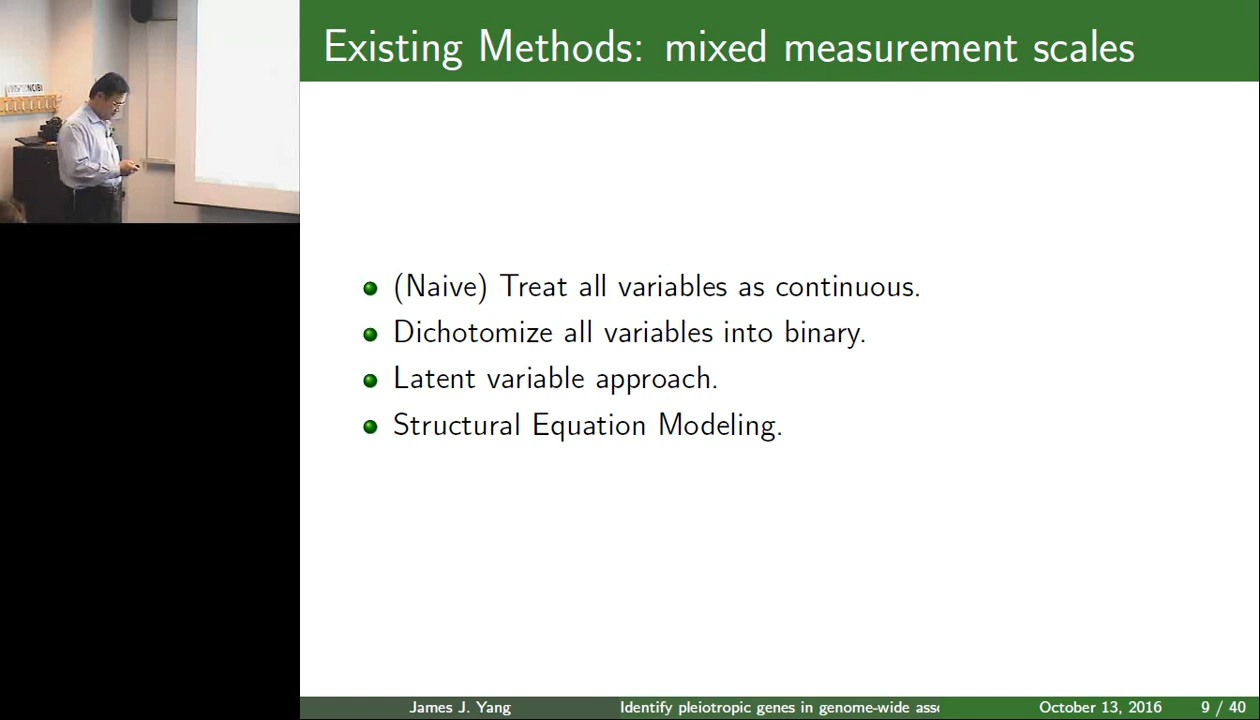 Existing Methods: mixed measurement scales
(Naive) Treat all variables as continuous.
Dichotomize all variables into binary.
Latent variable approach.
Structural Equation Modeling.
James J. Yang
Identify pleiotropic genes in genome-wide
October 13, 2016
9 / 40